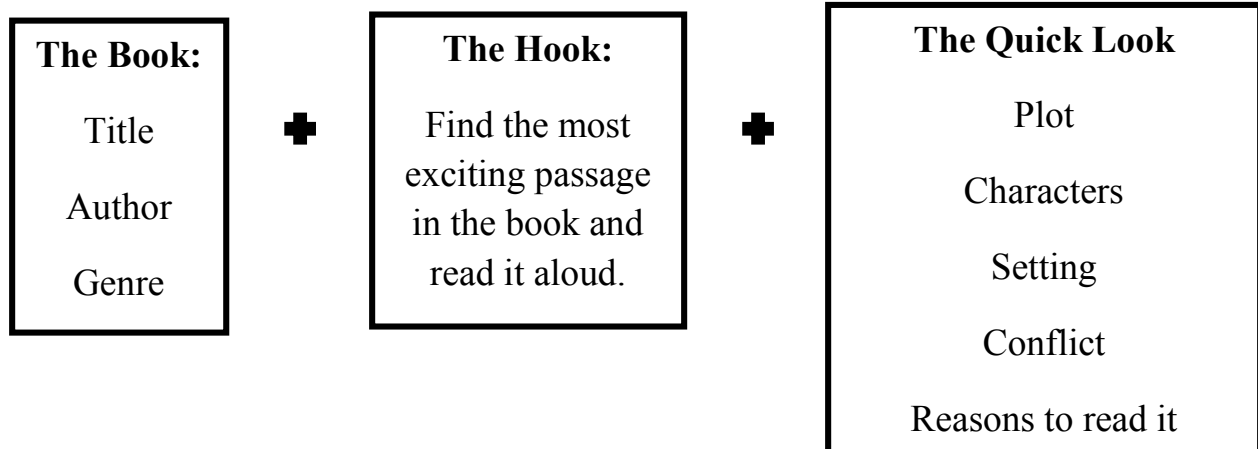 The Book:
Title
Author
Genre
The Hook:
Find the most
exciting passage
in the book and
read it aloud.
The Quick Look
Plot
Characters
Setting
Conflict
Reasons to read it